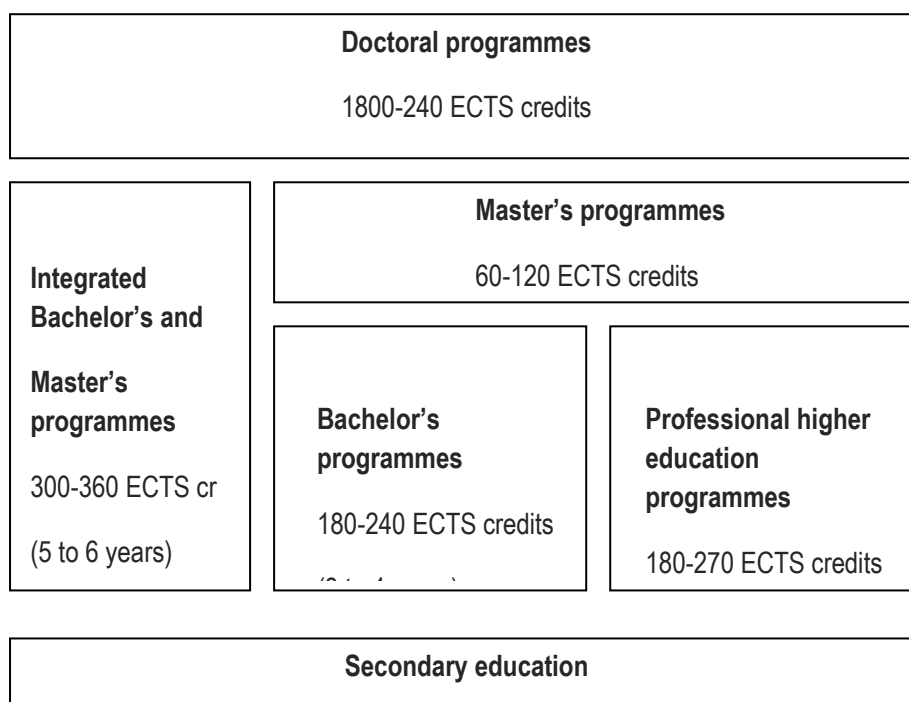 Doctoral programmes
1800-240 ECTS credits
Integrated
Bachelor’s and
Master’s
programmes
300-360 ECTS cr
(5 to 6 years)
Master’s programmes
60-120 ECTS credits
Bachelor’s
programmes
180-240 ECTS credits
Professional higher
education
programmes
180-270 ECTS credits
Secondary education